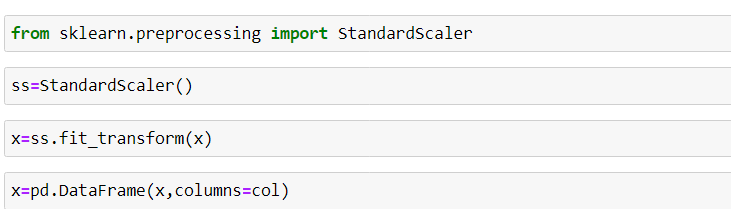 from sklearn.preprocessing import StandardScaler
ss=StandardScaler()
x=ss.fit_transform(x)
x=pd.DataFrame(x,columns=col)